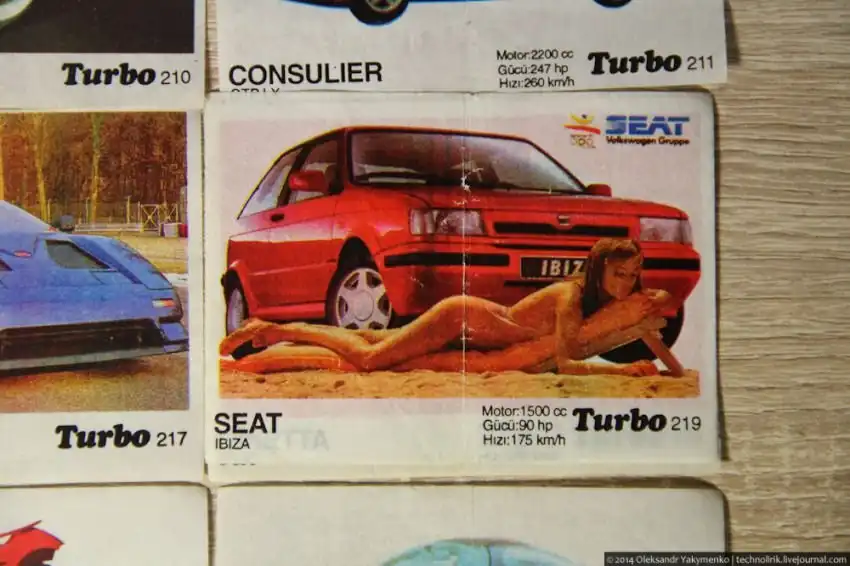 Turbo 210
CONSULIER
Motor:2200 cc
Gücü:247 hp
Hızı:260 km/h
Turbo 211
SEAT
Volkswagen Gruppe
IBIZ
Turbo 217
SEAT
IBIZA
Motor:1500 cc
Gücü:90 hp
Hızı:175 km/h
Turbo 219
© 2014 Oleksandr Yakymenko | technolirik.livejournal.com